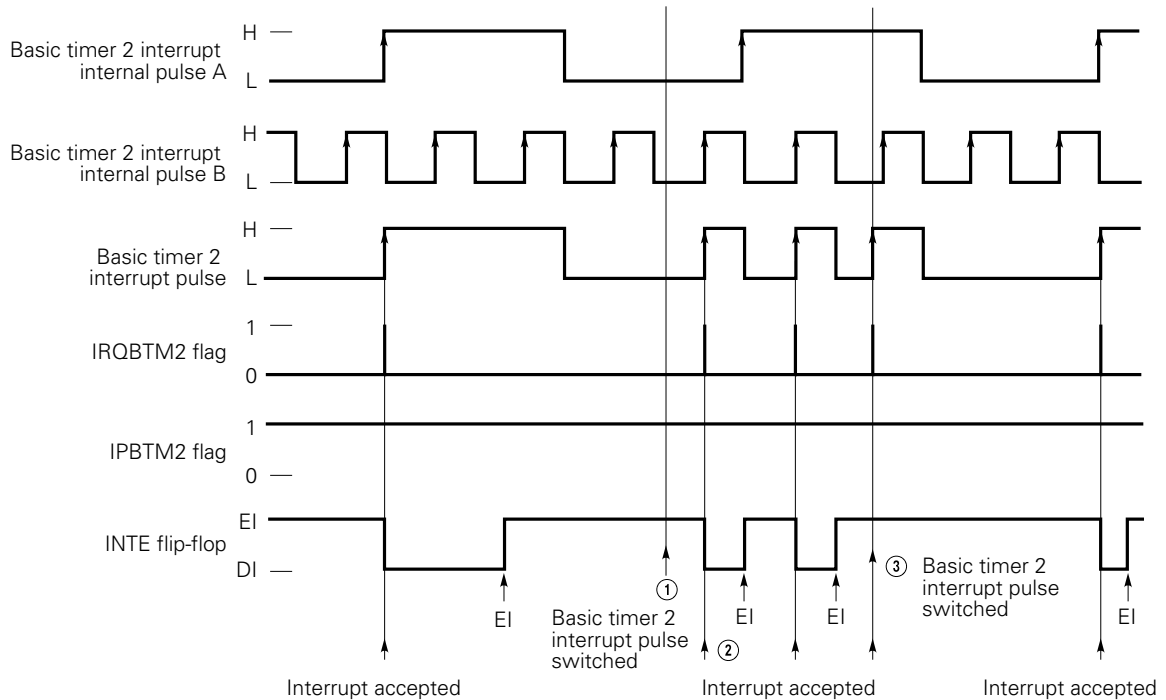 H
Basic timer 2 interrupt
internal pulse A
L
H
Basic timer 2 interrupt
internal pulse B
L
H
Basic timer 2
interrupt pulse
L
1
IRQBTM2 flag
0
1
IPBTM2 flag
0
EI
INTE flip-flop
DI
EI
①
Basic timer 2
interrupt pulse
switched
EI
EI
②
③ Basic timer 2
interrupt pulse
switched
EI
Interrupt accepted
Interrupt accepted
Interrupt accepted